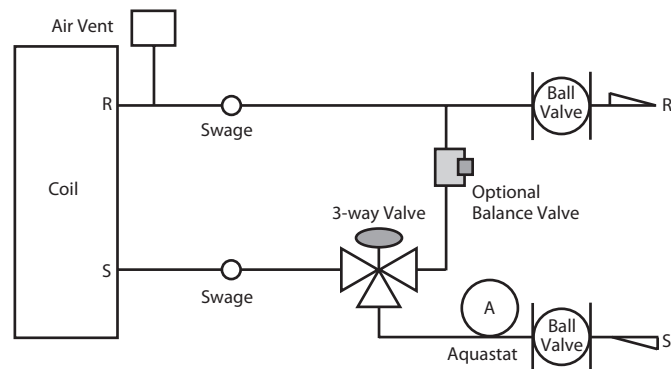 Air Vent
R
Swage
Ball
Valve
R
Coil
Optional
Balance Valve
3-way Valve
S
Swage
A
Aquastat
Ball
Valve
S